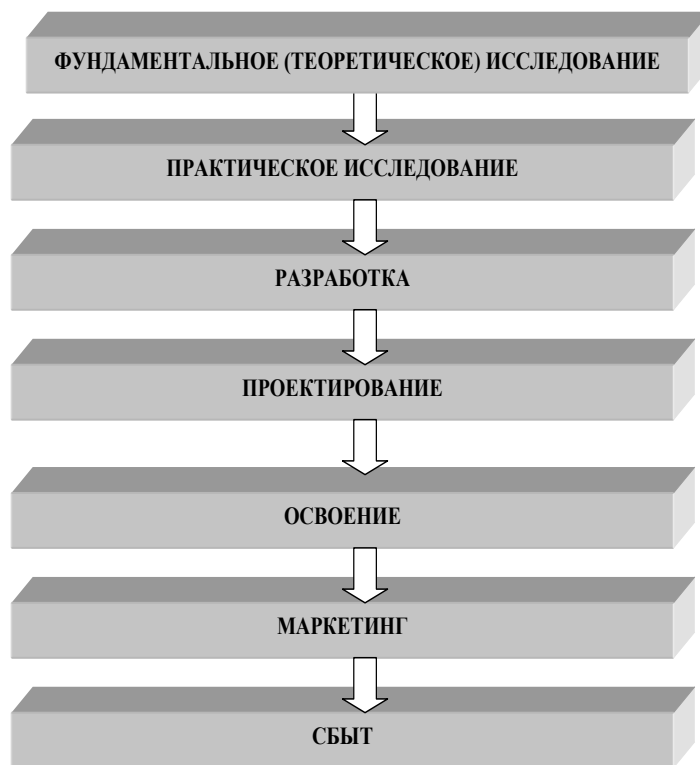 ФУНДАМЕНТАЛЬНОЕ (ТЕОРЕТИЧЕСКОЕ) ИССЛЕДОВАНИЕ
ПРАКТИЧЕСКОЕ ИССЛЕДОВАНИЕ
РАЗРАБОТКА
ПРОЕКТИРОВАНИЕ
ОСВОЕНИЕ
МАРКЕТИНГ
СБЫТ